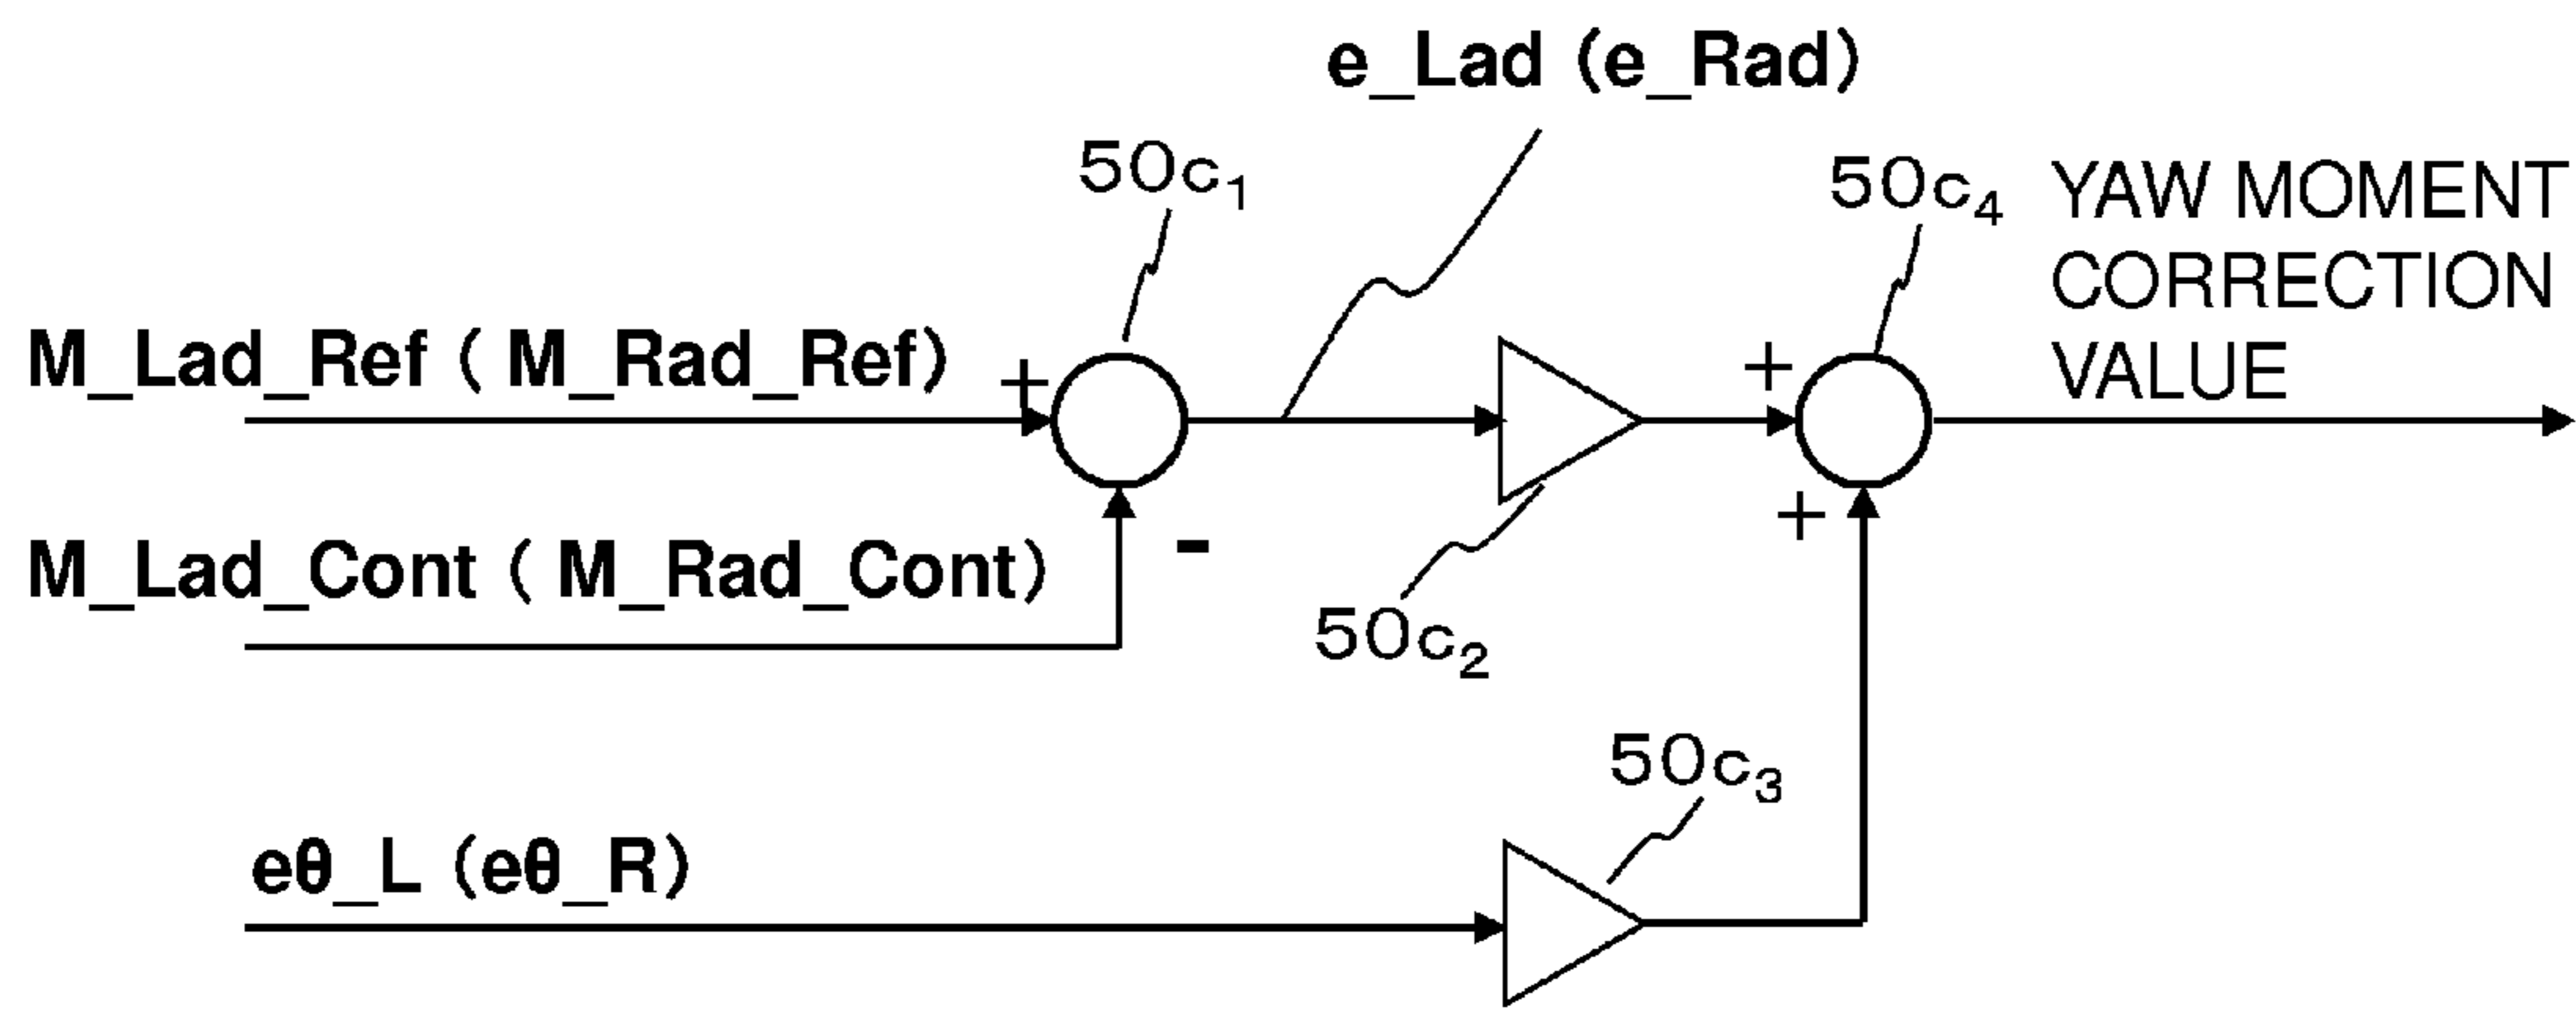 e_Lad (e_Rad)
50c₁
50c₄
YAW MOMENT
CORRECTION
VALUE
M_Lad_Ref ( M_Rad_Ref)
+
+
M_Lad_Cont ( M_Rad_Cont)
-
+
50c₂
50c₃
eθ_L (eθ_R)